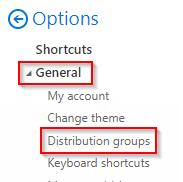 Options
Shortcuts
General
My account
Change theme
Distribution groups
Keyboard shortcuts